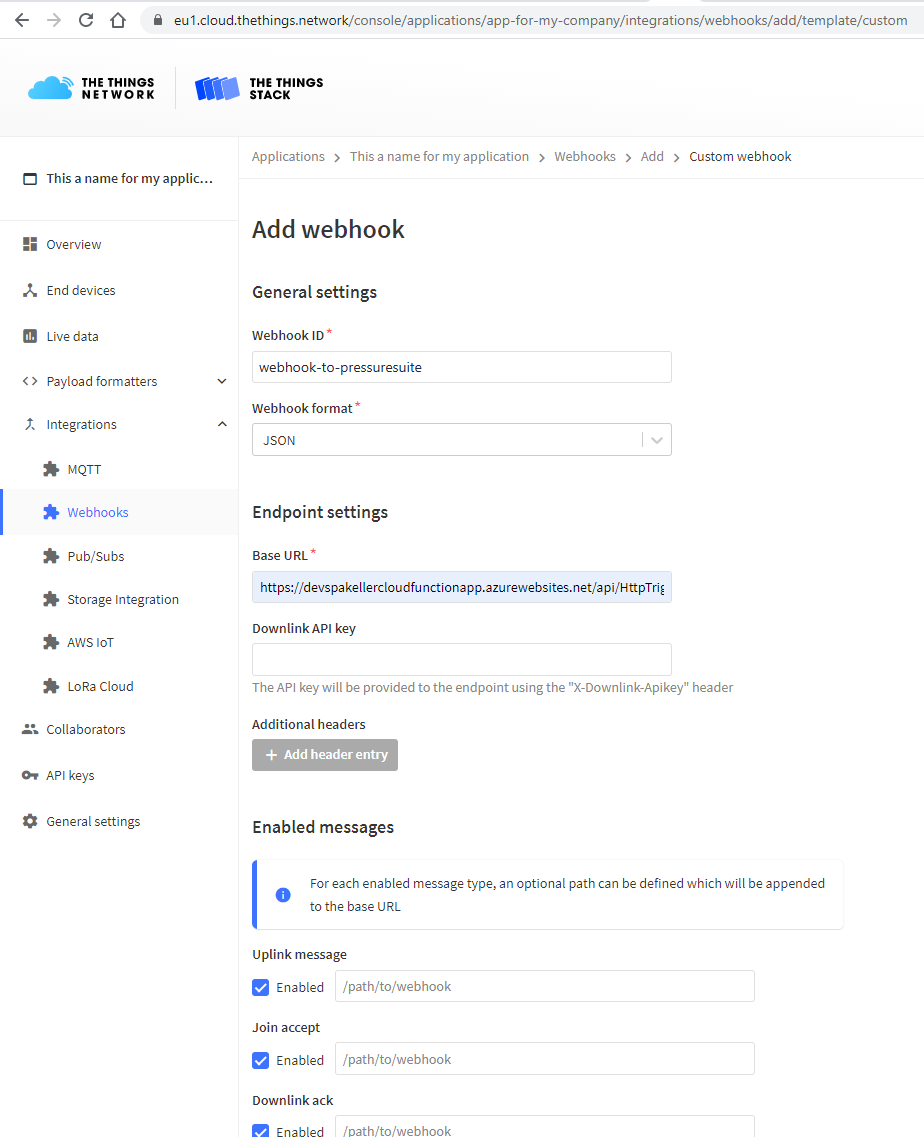 eu1.cloud.thethings.network/console/applications/app-for-my-company/integrations/webhooks/add/template/custom
THE THINGS
NETWORK
THE THINGS
STACK
This a name for my applic...
Overview
End devices
Live data
Payload formatters
Integrations
MQTT
Webhooks
Pub/Subs
Storage Integration
AWS IoT
LoRa Cloud
Collaborators
API keys
General settings
Applications > This a name for my application > Webhooks > Add > Custom webhook
Add webhook
General settings
Webhook ID *
webhook-to-pressuresuite
Webhook format *
JSON
Endpoint settings
Base URL *
https://devspakellercloudfunctionapp.azurewebsites.net/api/HttpTrig
Downlink API key
The API key will be provided to the endpoint using the "X-Downlink-Apikey" header
Additional headers
+ Add header entry
Enabled messages
For each enabled message type, an optional path can be defined which will be appended
to the base URL
Uplink message
Enabled /path/to/webhook
Join accept
Enabled /path/to/webhook
Downlink ack
Enabled /path/to/webhook